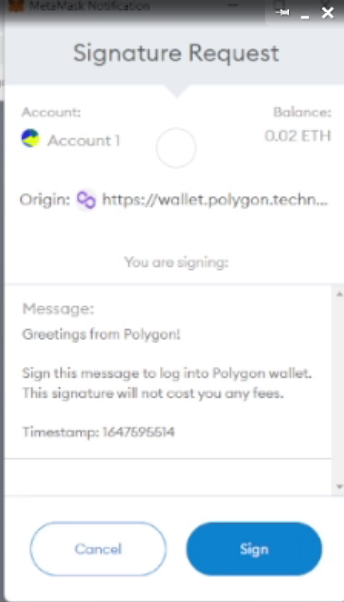 MetaMask Notification
Signature Request
Account:
Balance:
Account 1
0.02 ETH
Origin: https://wallet.polygon.techn...
You are signing:
Message:
Greetings from Polygon!
Sign this message to log into Polygon wallet.
This signature will not cost you any fees.
Timestamp: 1647595514
Cancel
Sign